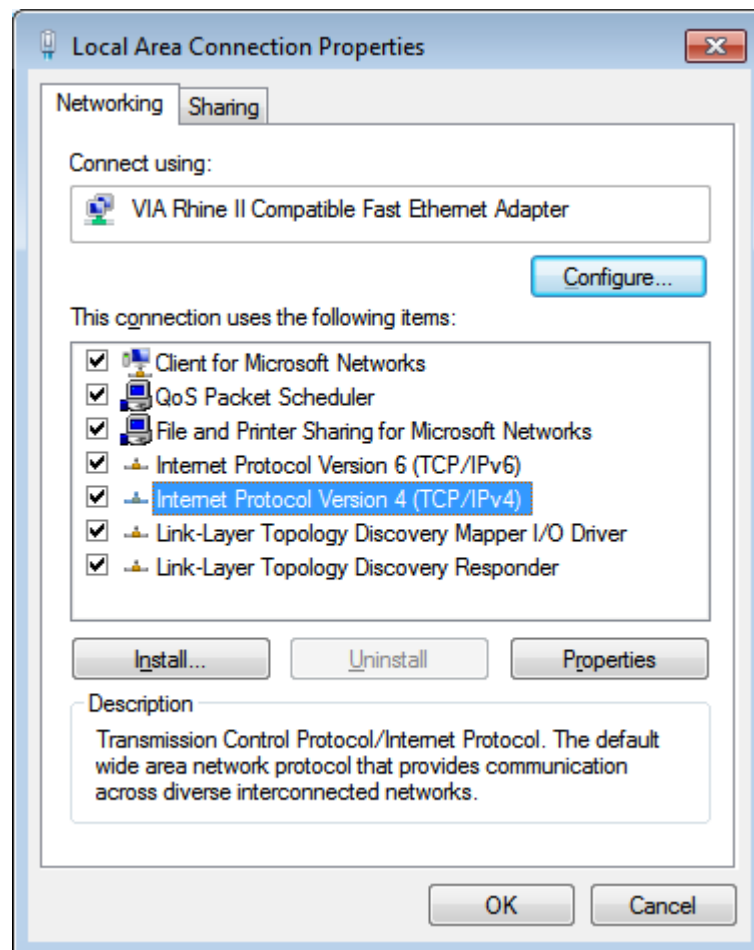 Local Area Connection Properties
Networking
Sharing
Connect using:
VIA Rhine II Compatible Fast Ethernet Adapter
Configure...
This connection uses the following items:
Client for Microsoft Networks
QoS Packet Scheduler
File and Printer Sharing for Microsoft Networks
Internet Protocol Version 6 (TCP/IPv6)
Internet Protocol Version 4 (TCP/IPv4)
Link-Layer Topology Discovery Mapper I/O Driver
Link-Layer Topology Discovery Responder
Install...
Uninstall
Properties
Description
Transmission Control Protocol/Internet Protocol. The default
wide area network protocol that provides communication
across diverse interconnected networks.
OK
Cancel